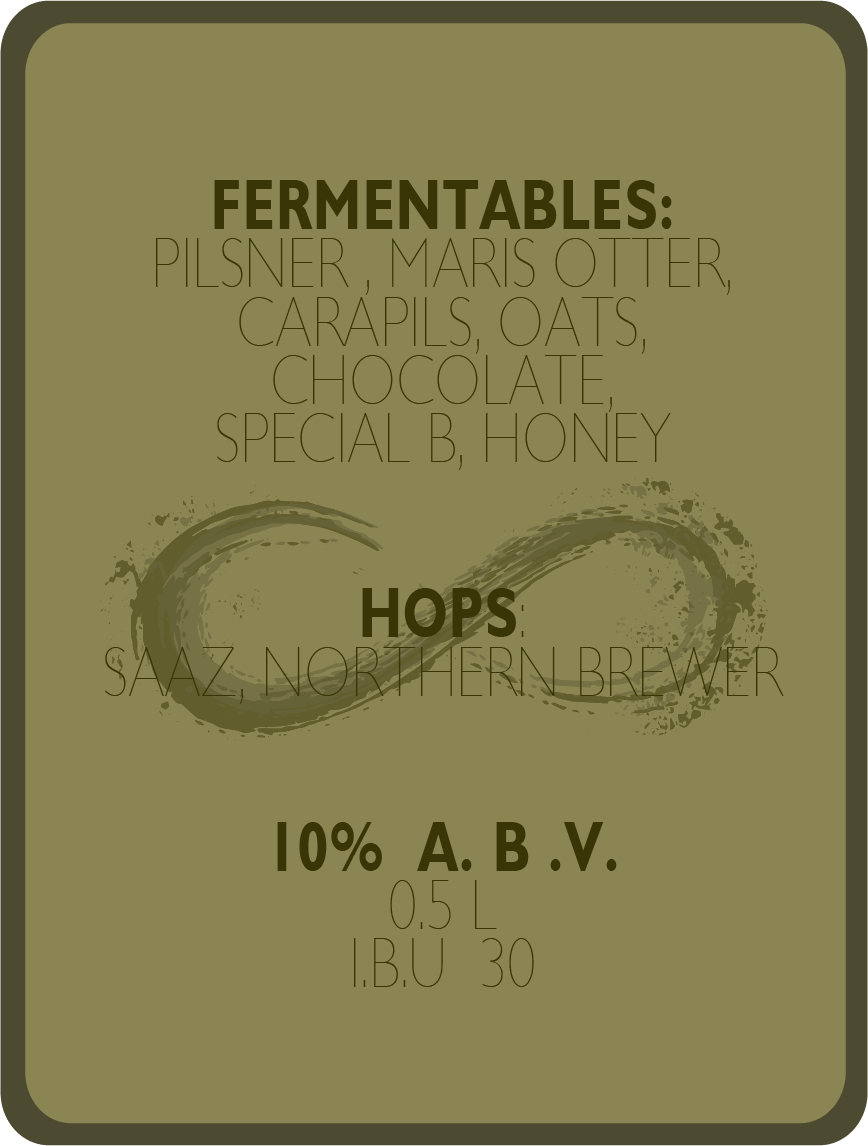 FERMENTABLES:
PILSNER , MARIS OTTER,
CARAPILS, OATS,
CHOCOLATE,
SPECIAL B, HONEY
HOPS:
SAAZ, NORTHERN BREWER
10% A. B .V.
0.5 L
I.B.U 30